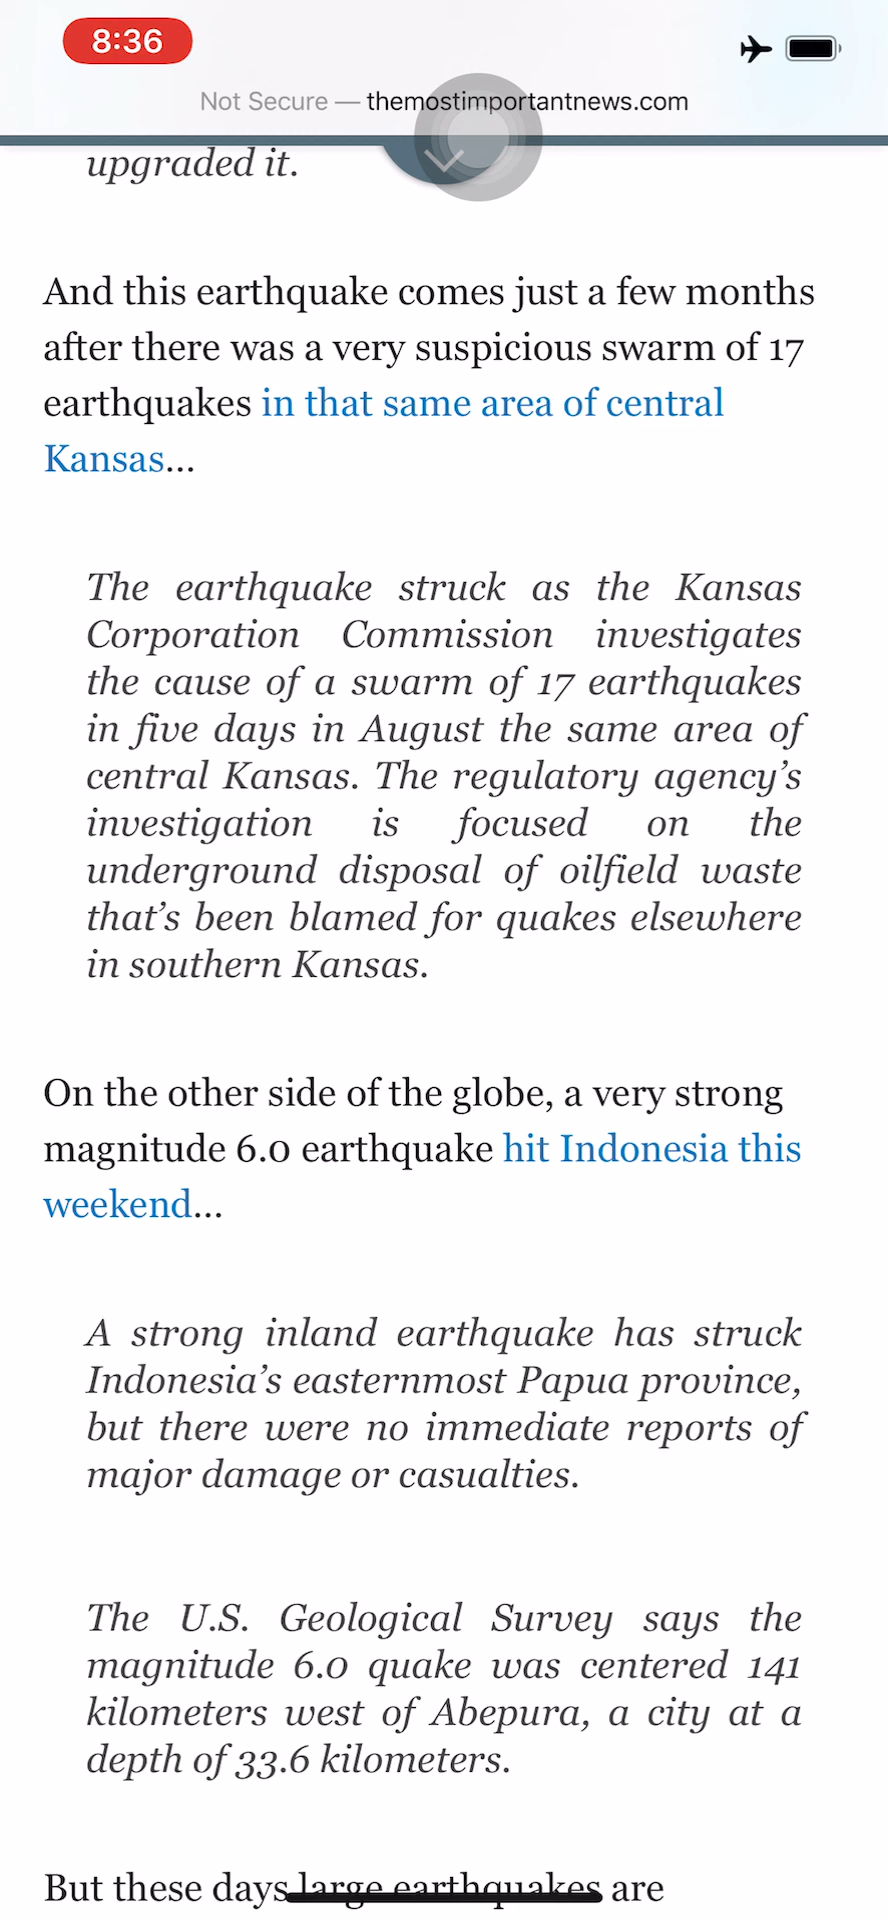 8:36
Not Secure — themostimportantnews.com
upgraded it.
And this earthquake comes just a few months
after there was a very suspicious swarm of 17
earthquakes in that same area of central
Kansas...
The earthquake struck as the Kansas
Corporation Commission investigates
the cause of a swarm of 17 earthquakes
in five days in August the same area of
central Kansas. The regulatory agency's
investigation is focused on the
underground disposal of oilfield waste
that's been blamed for quakes elsewhere
in southern Kansas.
On the other side of the globe, a very strong
magnitude 6.0 earthquake hit Indonesia this
weekend...
A strong inland earthquake has struck
Indonesia's easternmost Papua province,
but there were no immediate reports of
major damage or casualties.
The U.S. Geological Survey says the
magnitude 6.0 quake was centered 141
kilometers west of Abepura, a city at a
depth of 33.6 kilometers.
But these days large earthquakes are